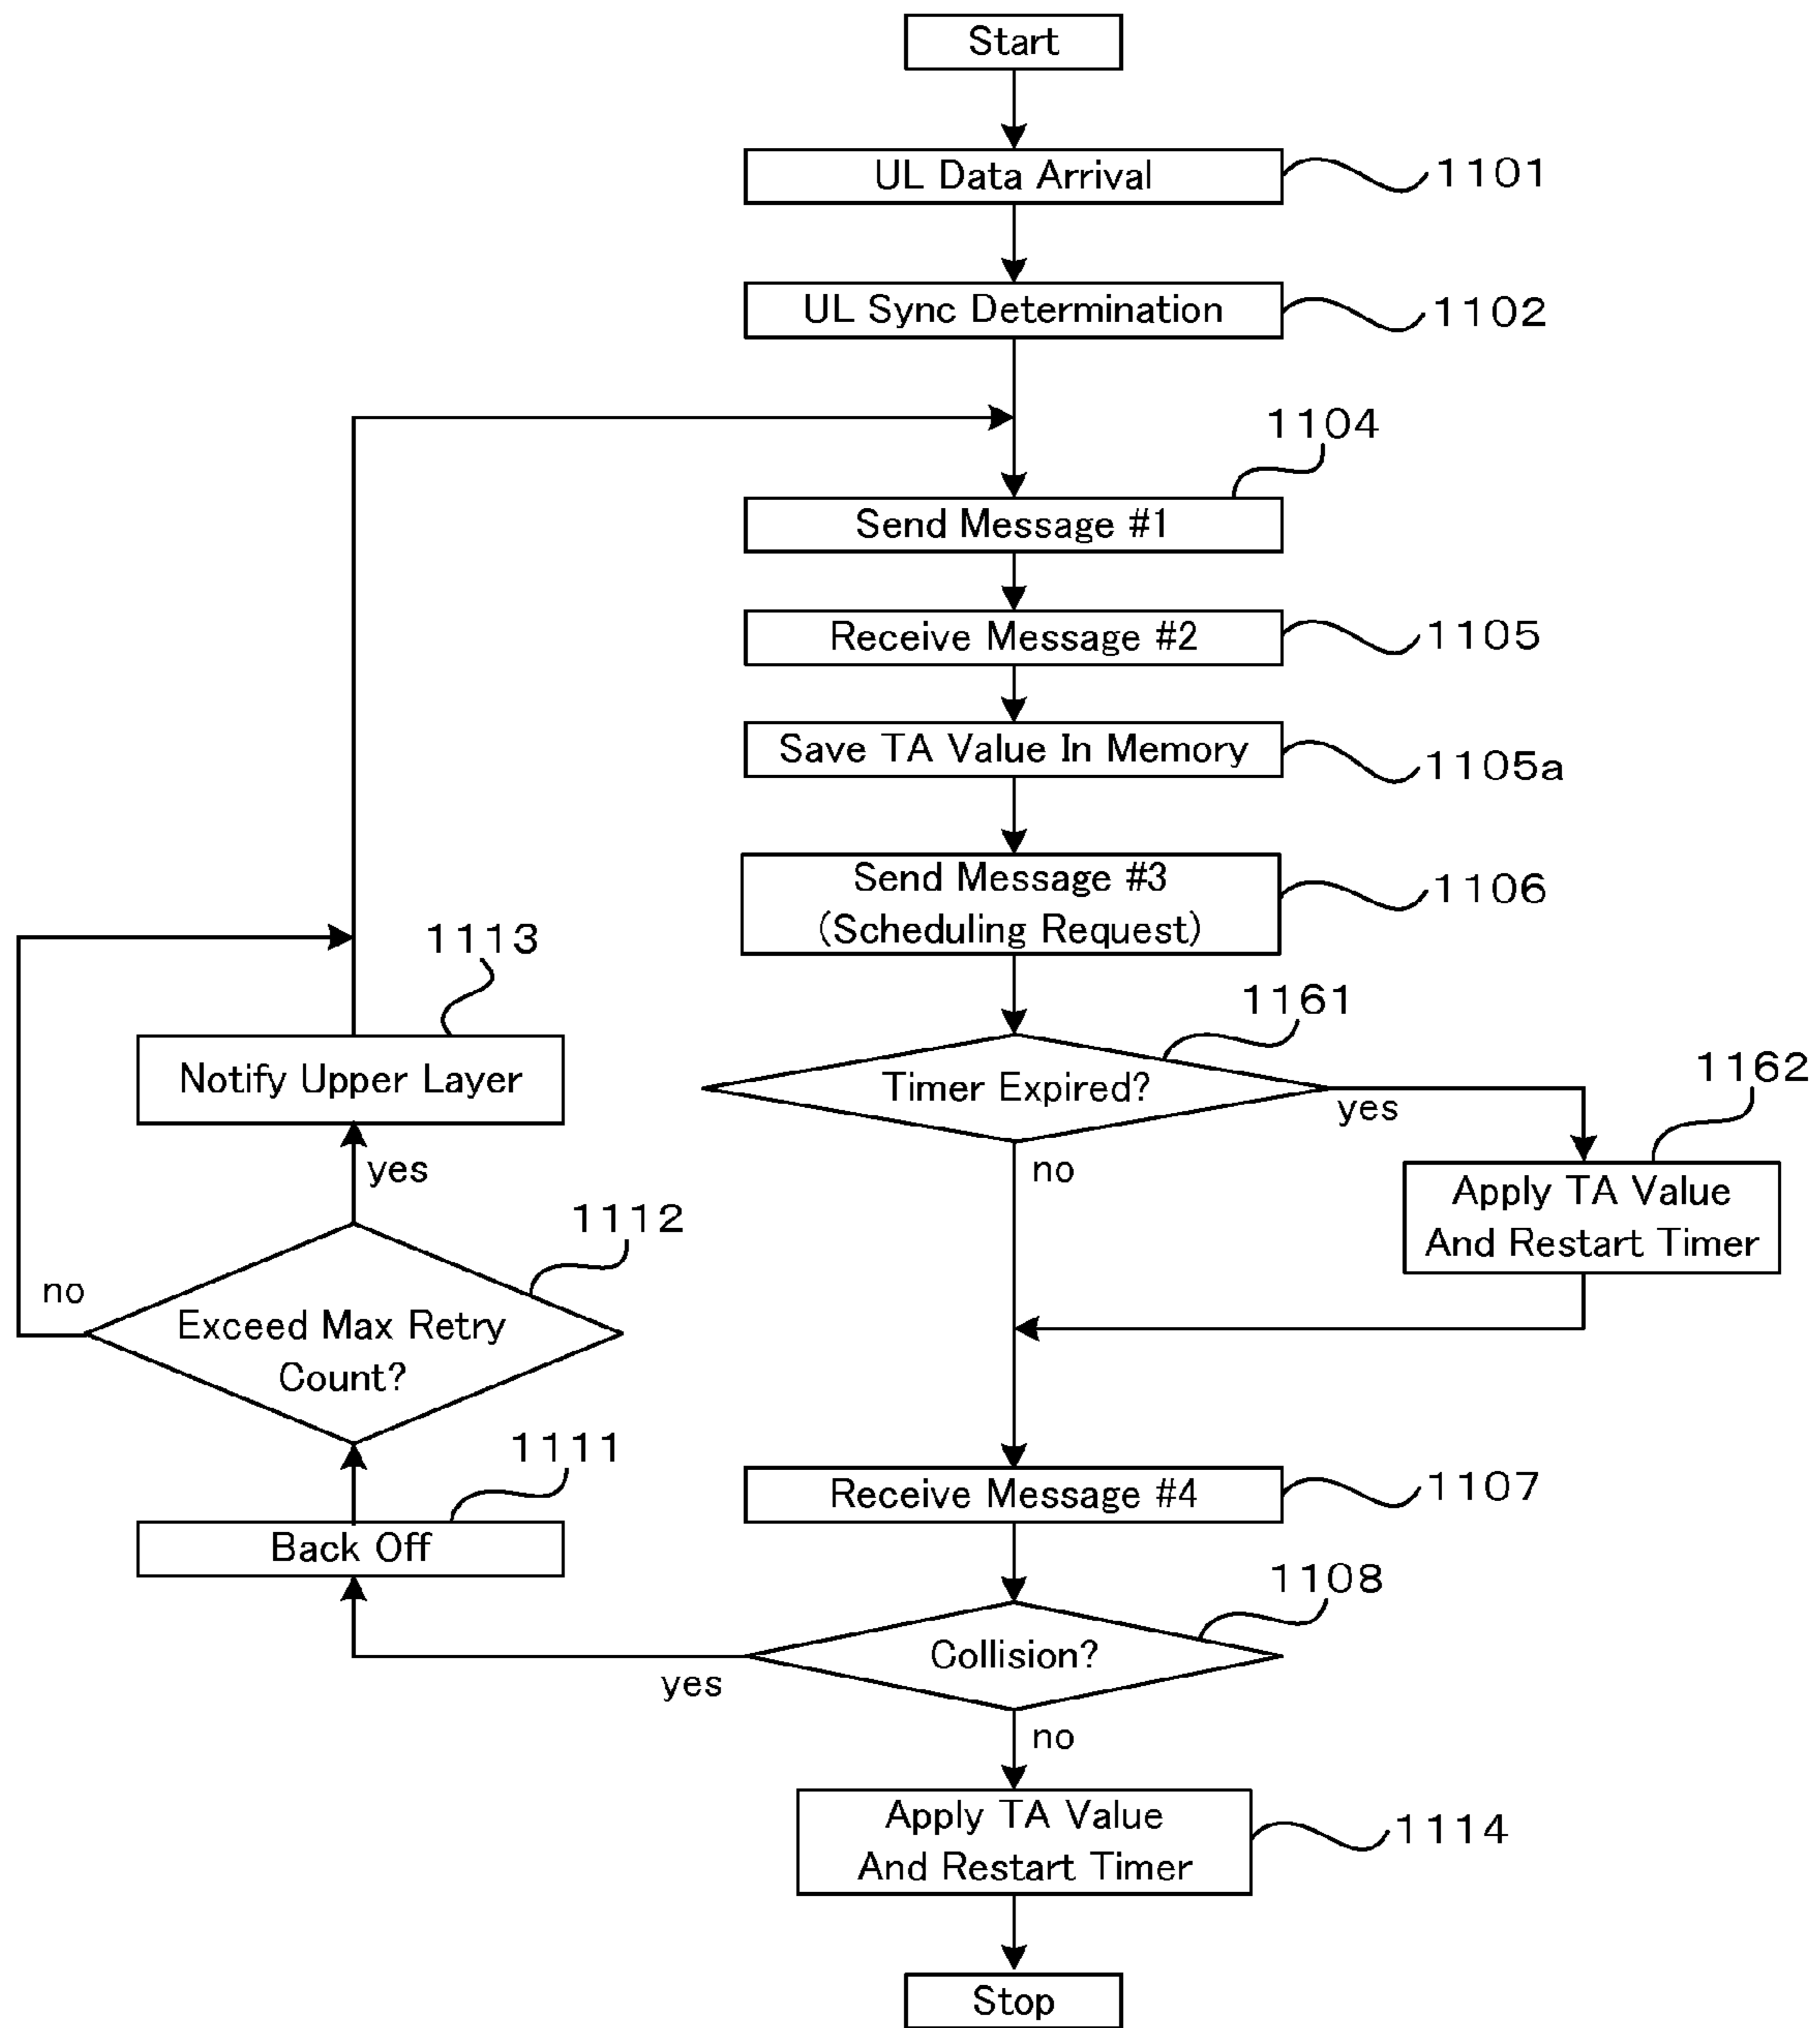 Start
UL Data Arrival
1101
UL Sync Determination
1102
1104
Send Message #1
Receive Message #2
1105
Save TA Value In Memory
1105a
Send Message #3
(Scheduling Request)
1106
1113
Notify Upper Layer
1161
Timer Expired?
yes
no
1162
Apply TA Value
And Restart Timer
yes
1112
Exceed Max Retry
Count?
no
1111
Back Off
Receive Message #4
1107
1108
Collision?
yes
no
Apply TA Value
And Restart Timer
1114
Stop